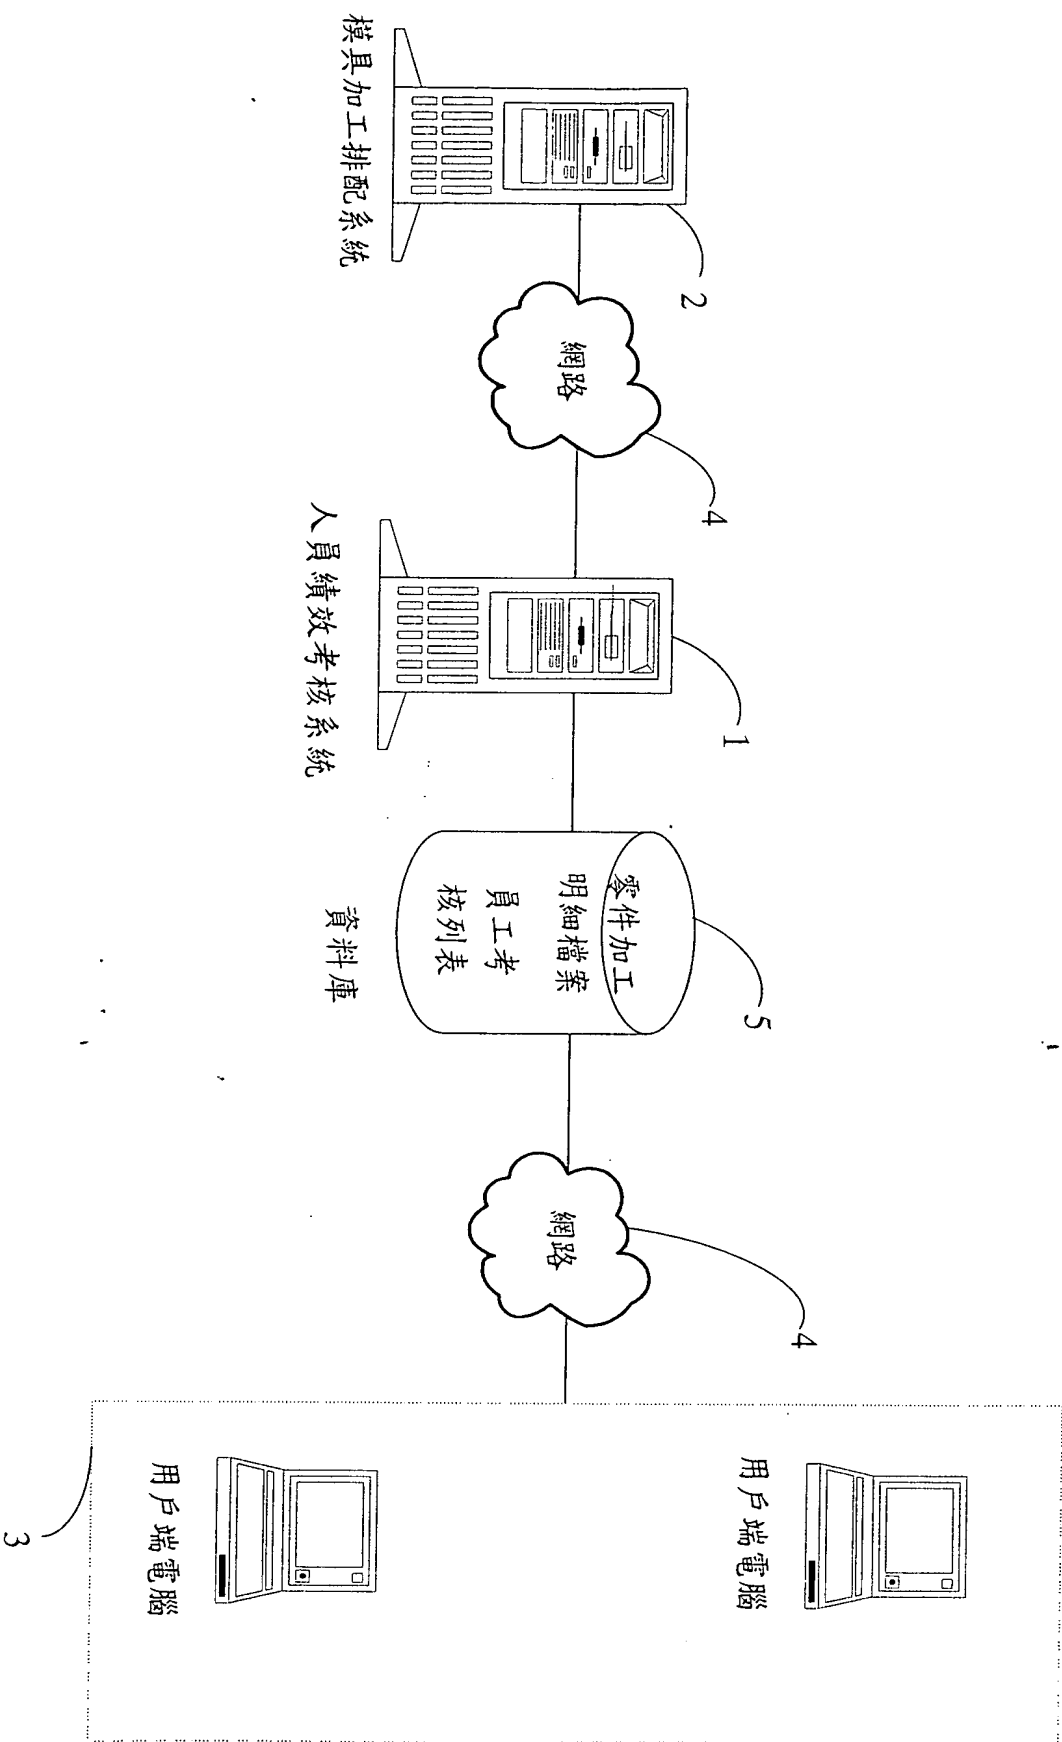 模具加工排配系統
2
網路
4
人員績效考核系統
1
零件加工
明細檔案
員工考
核列表
資料庫
5
網路
4
用戶端電腦
用戶端電腦
3